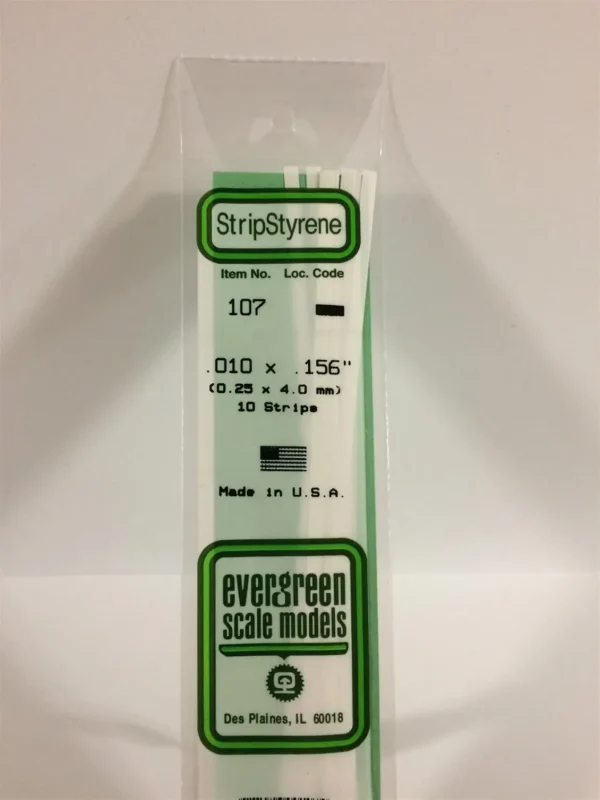 StripStyrene
Item No. Loc. Code
107
.010 x .156"
(0.25 x 4.0 mm)
10 Strips
Made in U.S.A.
evergreen
scale models
Des Plaines, IL 60018